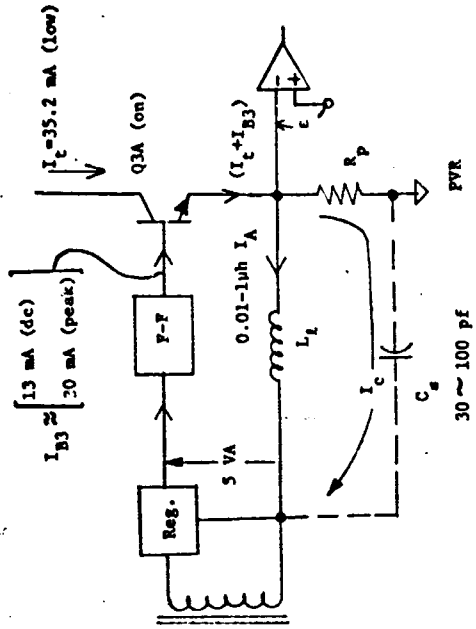 I_t=35.2 mA (low)
Q3A (on)
13 mA (dc)
20 mA (peak)
I_B3 ≈
F-F
(I_t+I_B3)
ε
-
+
Reg.
5 VA
0.01-1μh I_A
L_ℓ
R_p
I_c
PVR
C_s
30 ~ 100 pf